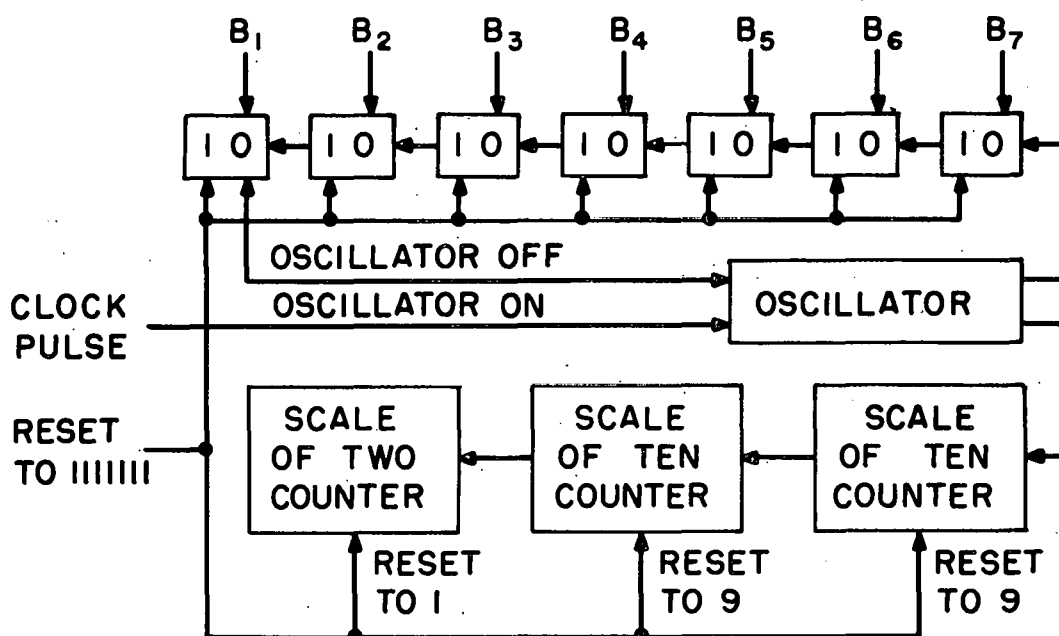 B1 B2 B3 B4 B5 B6 B7
1 0 1 0 1 0 1 0 1 0 1 0 1 0
OSCILLATOR OFF
CLOCK PULSE
OSCILLATOR ON
OSCILLATOR
RESET TO 1111111
SCALE OF TWO COUNTER
SCALE OF TEN COUNTER
SCALE OF TEN COUNTER
RESET TO 1
RESET TO 9
RESET TO 9